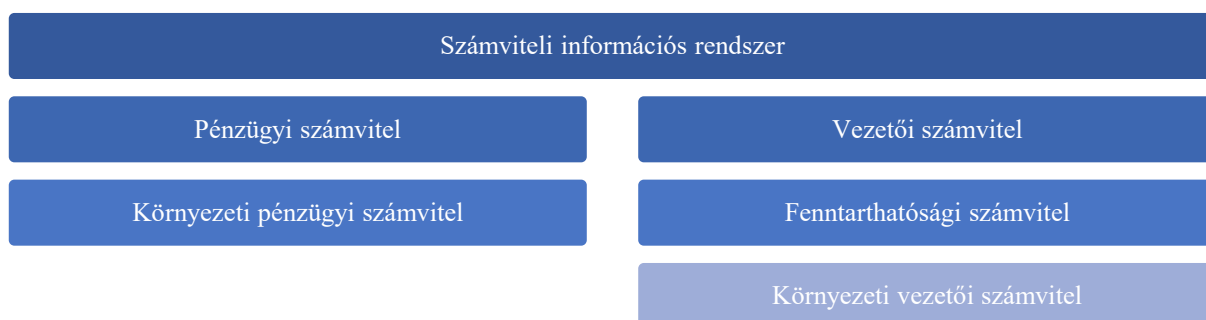 Számviteli információs rendszer
Pénzügyi számvitel
Vezetői számvitel
Környezeti pénzügyi számvitel
Fenntarthatósági számvitel
Környezeti vezetői számvitel